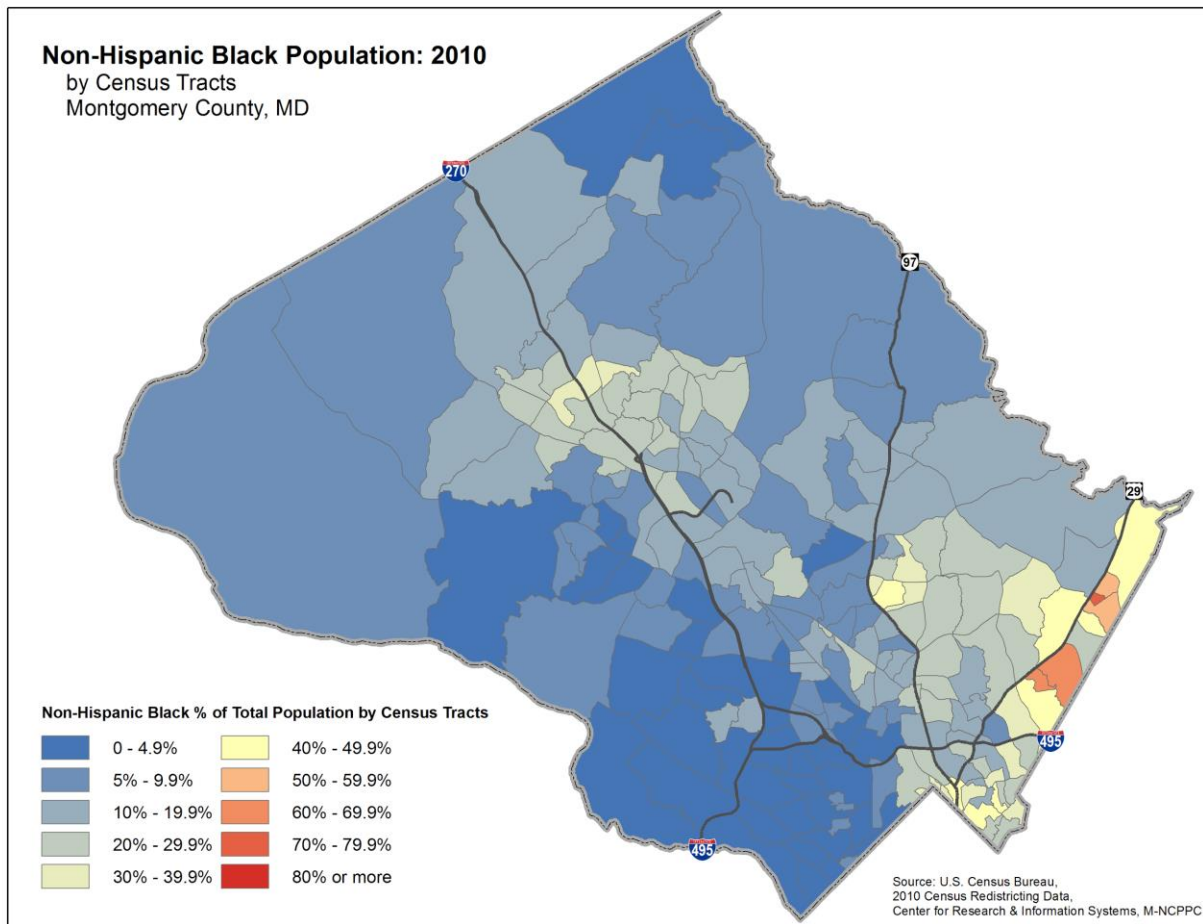 Non-Hispanic Black Population: 2010
by Census Tracts
Montgomery County, MD
270
97
29
495
495
Non-Hispanic Black % of Total Population by Census Tracts
0 - 4.9%
5% - 9.9%
10% - 19.9%
20% - 29.9%
30% - 39.9%
40% - 49.9%
50% - 59.9%
60% - 69.9%
70% - 79.9%
80% or more
Source: U.S. Census Bureau,
2010 Census Redistricting Data,
Center for Research & Information Systems, M-NCPPC